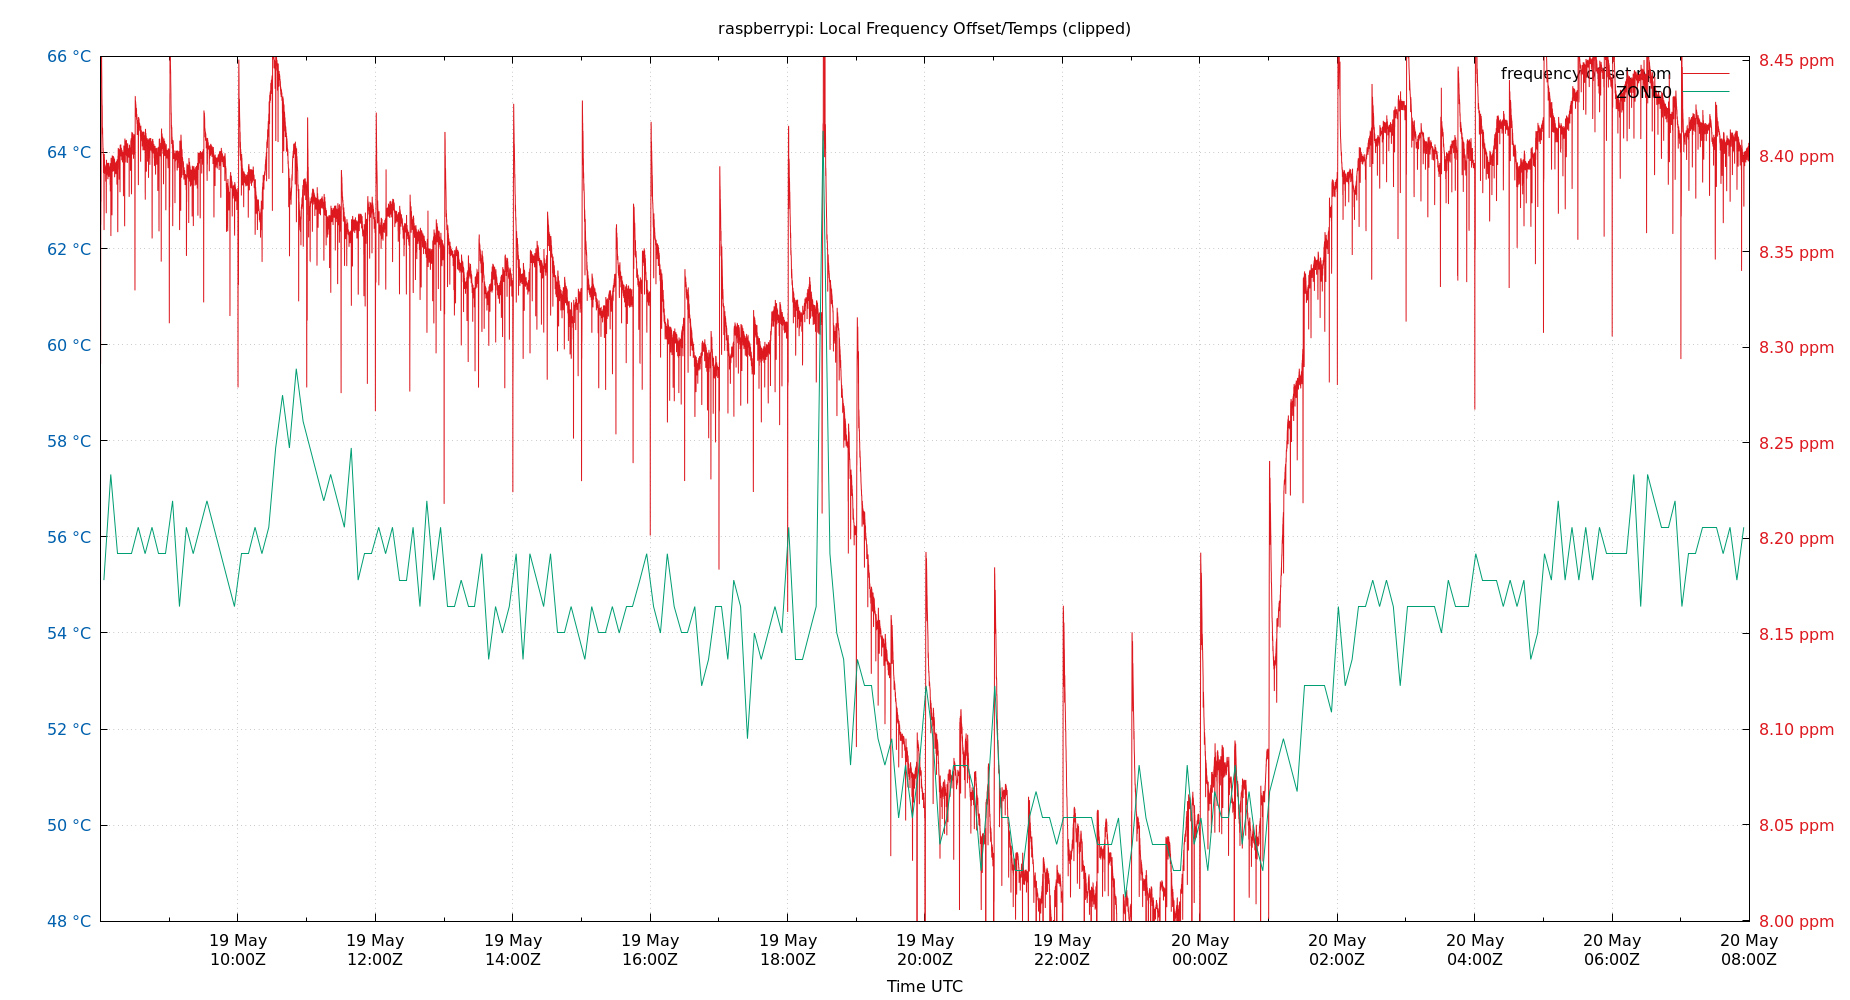 raspberrypi: Local Frequency Offset/Temps (clipped)
66 °C
64 °C
62 °C
60 °C
58 °C
56 °C
54 °C
52 °C
50 °C
48 °C
8.45 ppm
8.40 ppm
8.35 ppm
8.30 ppm
8.25 ppm
8.20 ppm
8.15 ppm
8.10 ppm
8.05 ppm
8.00 ppm
frequency offset ppm
ZONE0
19 May
10:00Z
19 May
12:00Z
19 May
14:00Z
19 May
16:00Z
19 May
18:00Z
19 May
20:00Z
19 May
22:00Z
20 May
00:00Z
20 May
02:00Z
20 May
04:00Z
20 May
06:00Z
20 May
08:00Z
Time UTC